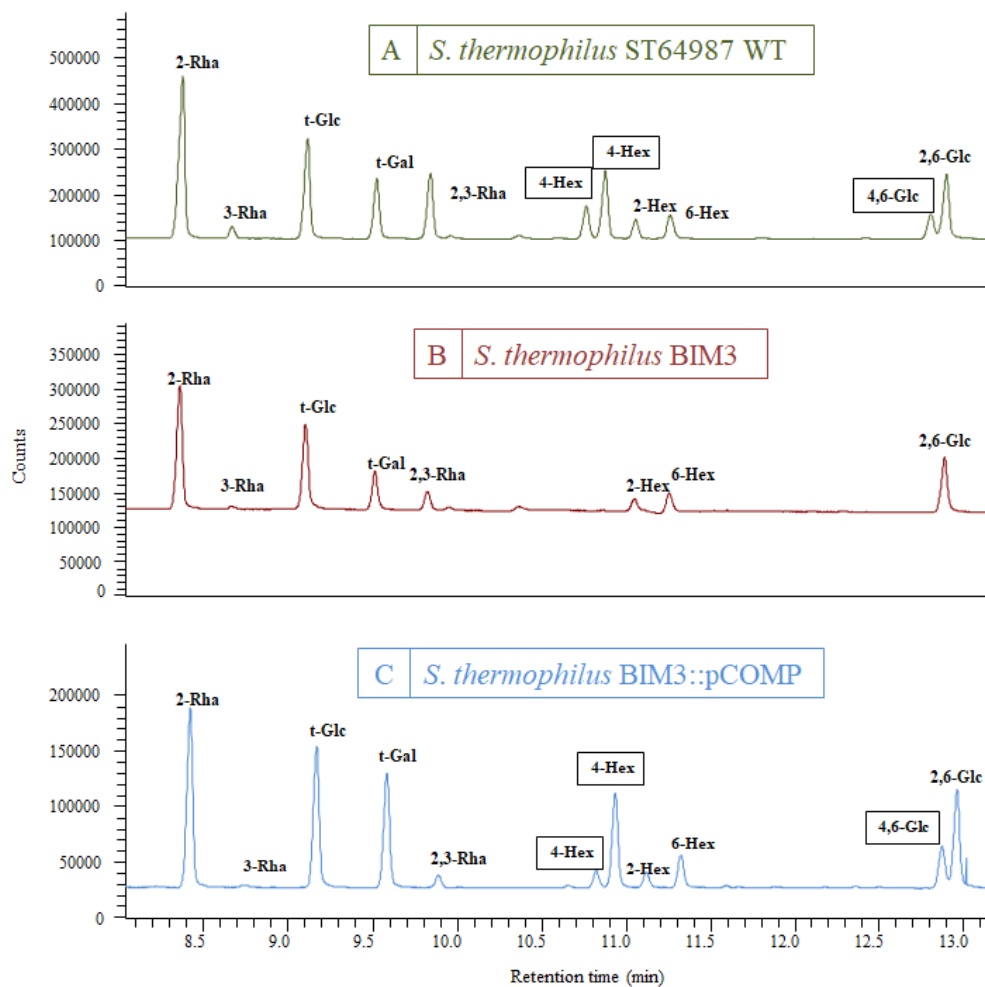 A S. thermophilus ST64987 WT
500000
400000
300000
200000
100000
0
2-Rha
3-Rha
t-Glc
t-Gal
2,3-Rha
4-Hex
4-Hex
2-Hex
6-Hex
4,6-Glc
2,6-Glc
B S. thermophilus BIM3
350000
300000
250000
200000
150000
100000
50000
0
2-Rha
3-Rha
t-Glc
t-Gal
2,3-Rha
2-Hex
6-Hex
2,6-Glc
Counts
C S. thermophilus BIM3::pCOMP
200000
150000
100000
50000
0
2-Rha
3-Rha
t-Glc
t-Gal
2,3-Rha
4-Hex
4-Hex
2-Hex
6-Hex
4,6-Glc
2,6-Glc
8.5 9.0 9.5 10.0 10.5 11.0 11.5 12.0 12.5 13.0
Retention time (min)